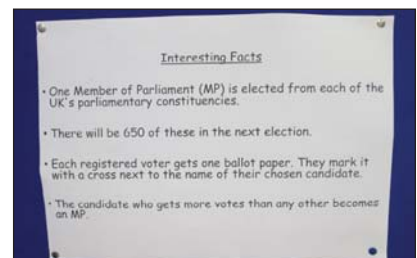 Interesting Facts
• One Member of Parliament (MP) is elected from each of the
UK's parliamentary constituencies.
• There will be 650 of these in the next election.
• Each registered voter gets one ballot paper. They mark it
with a cross next to the name of their chosen candidate.
• The candidate who gets more votes than any other becomes
an MP.